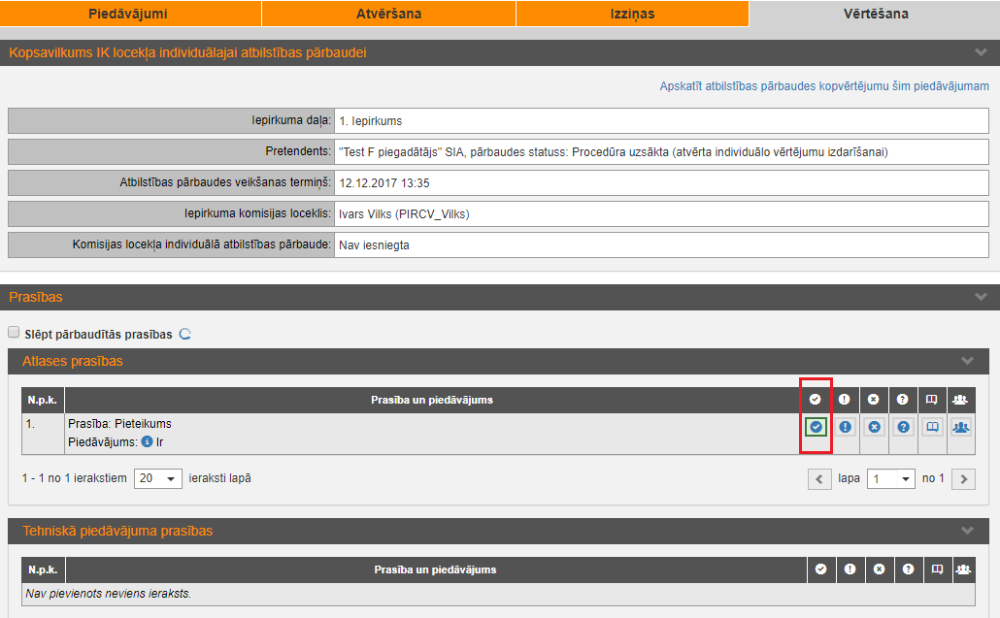 Piedāvājumi Atvēršana Izziņas Vērtēšana
Kopsavilkums IK locekļa individuālajai atbilstības pārbaudei
Apskatīt atbilstības pārbaudes kopvērtējumu šim piedāvājumam
Iepirkuma daļa: 1. Iepirkums
Pretendents: "Test F piegadātājs" SIA, pārbaudes statuss: Procedūra uzsākta (atvērta individuālo vērtējumu izdarīšanai)
Atbilstības pārbaudes veikšanas termiņš: 12.12.2017 13:35
Iepirkuma komisijas loceklis: Ivars Vilks (PIRCV_Vilks)
Komisijas locekļa individuālā atbilstības pārbaude: Nav iesniegta
Prasības
Slēpt pārbaudītās prasības
Atlases prasības
N.p.k. Prasība un piedāvājums
1. Prasība: Pieteikums
Piedāvājums: Ir
1 - 1 no 1 ierakstiem 20 ieraksti lapā lapa 1 no 1
Tehniskā piedāvājuma prasības
N.p.k. Prasība un piedāvājums
Nav pievienots neviens ieraksts.